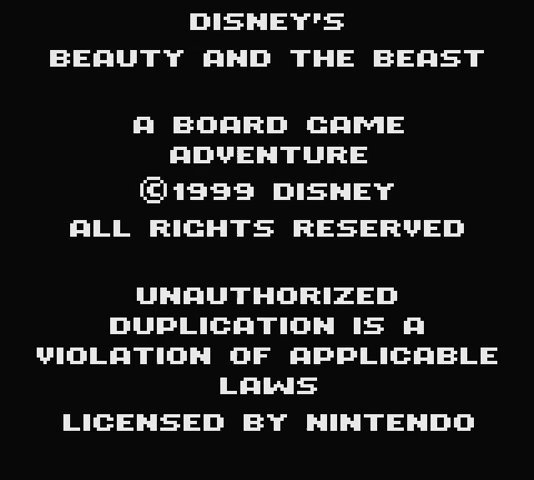 DISNEY'S
BEAUTY AND THE BEAST
A BOARD GAME
ADVENTURE
©1999 DISNEY
ALL RIGHTS RESERVED
UNAUTHORIZED
DUPLICATION IS A
VIOLATION OF APPLICABLE
LAWS
LICENSED BY NINTENDO